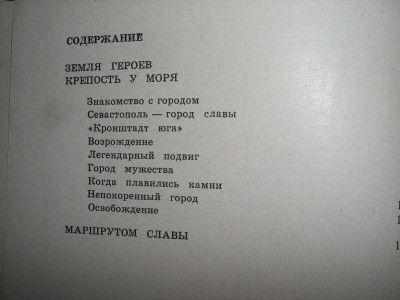 СОДЕРЖАНИЕ
ЗЕМЛЯ ГЕРОЕВ
КРЕПОСТЬ У МОРЯ
Знакомство с городом
Севастополь — город славы
«Кронштадт юга»
Возрождение
Легендарный подвиг
Город мужества
Когда плавились камни
Непокоренный город
Освобождение
МАРШРУТОМ СЛАВЫ